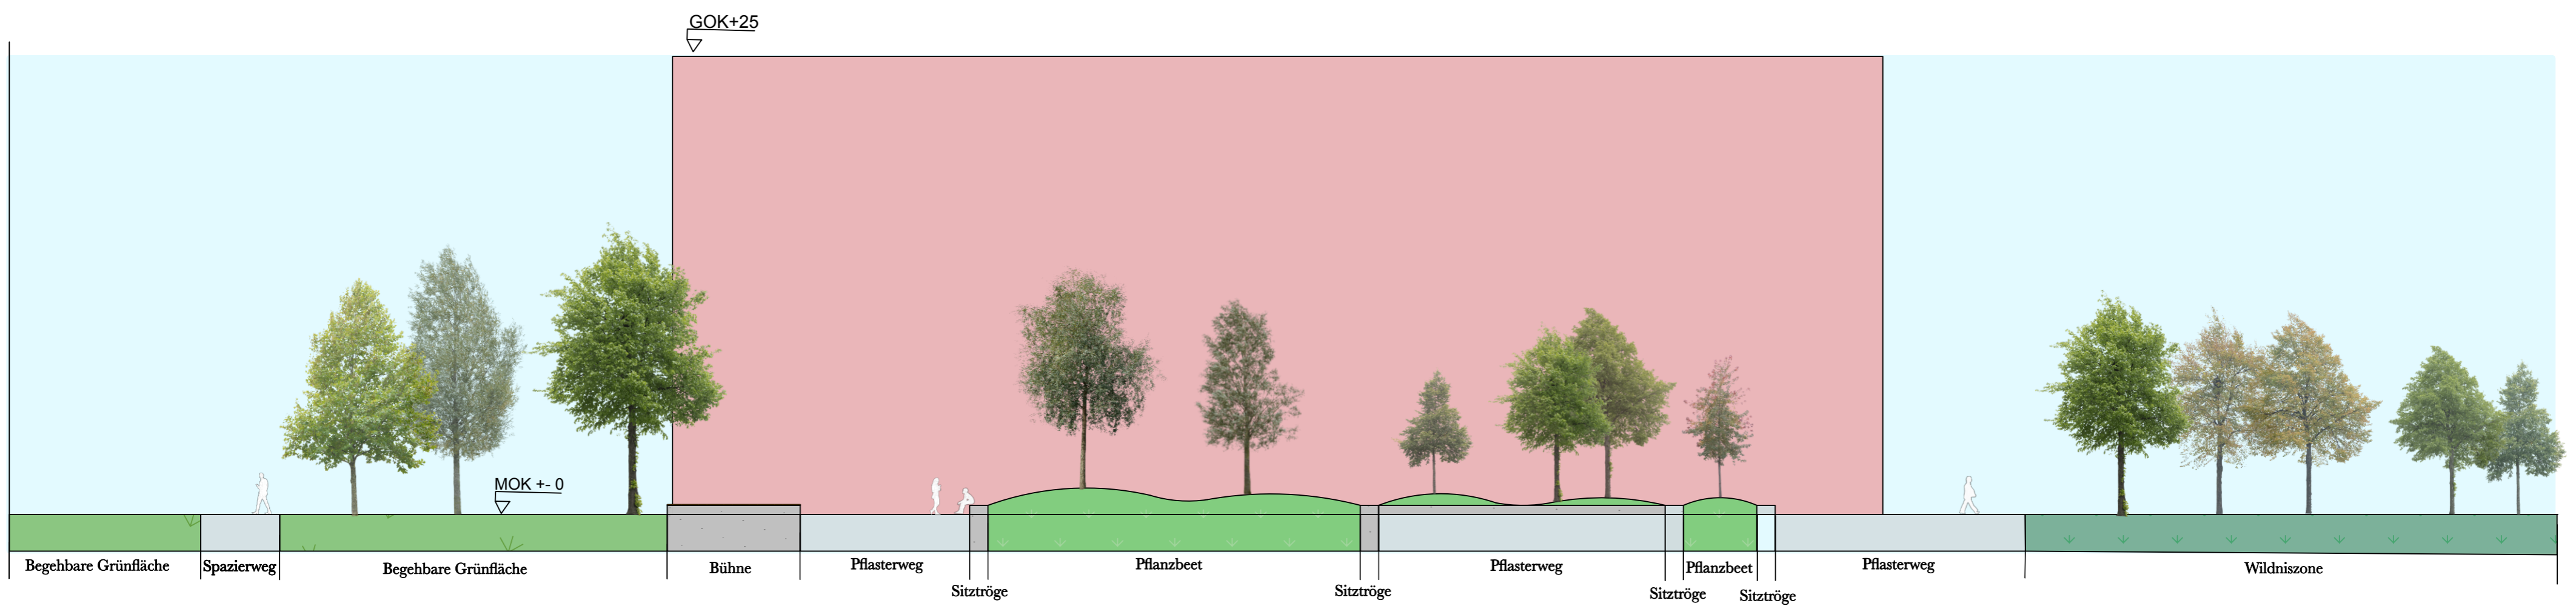 GOK+25
MOK +- 0
Begehbare Grünfläche
Spazierweg
Begehbare Grünfläche
Bühne
Pflasterweg
Sitztröge
Pflanzbeet
Sitztröge
Pflasterweg
Sitztröge
Pflanzbeet
Sitztröge
Pflasterweg
Wildniszone